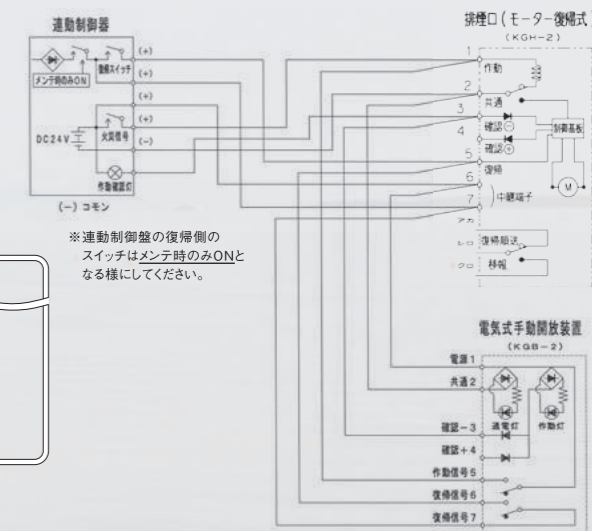 連動制御器
(+)
復帰スイッチ
メンテ時のみON
(+)
(+)
(+)
火災信号
DC24V
(-)
作動確認灯
(-) コモン
※連動制御盤の復帰側の
スイッチはメンテ時のみONと
なる様にしてください。
排煙口(モーター復帰式)
(KGH-2)
1
作動
2
共通
3
確認⊖
4
確認⊕
制御基板
5
復帰
6
中継端子
7
M
アカ
シロ
復帰順送
クロ
移報
電気式手動開放装置
(KGB-2)
電源1
共通2
通電灯
作動灯
確認-3
確認+4
作動信号5
復帰信号6
復帰信号7